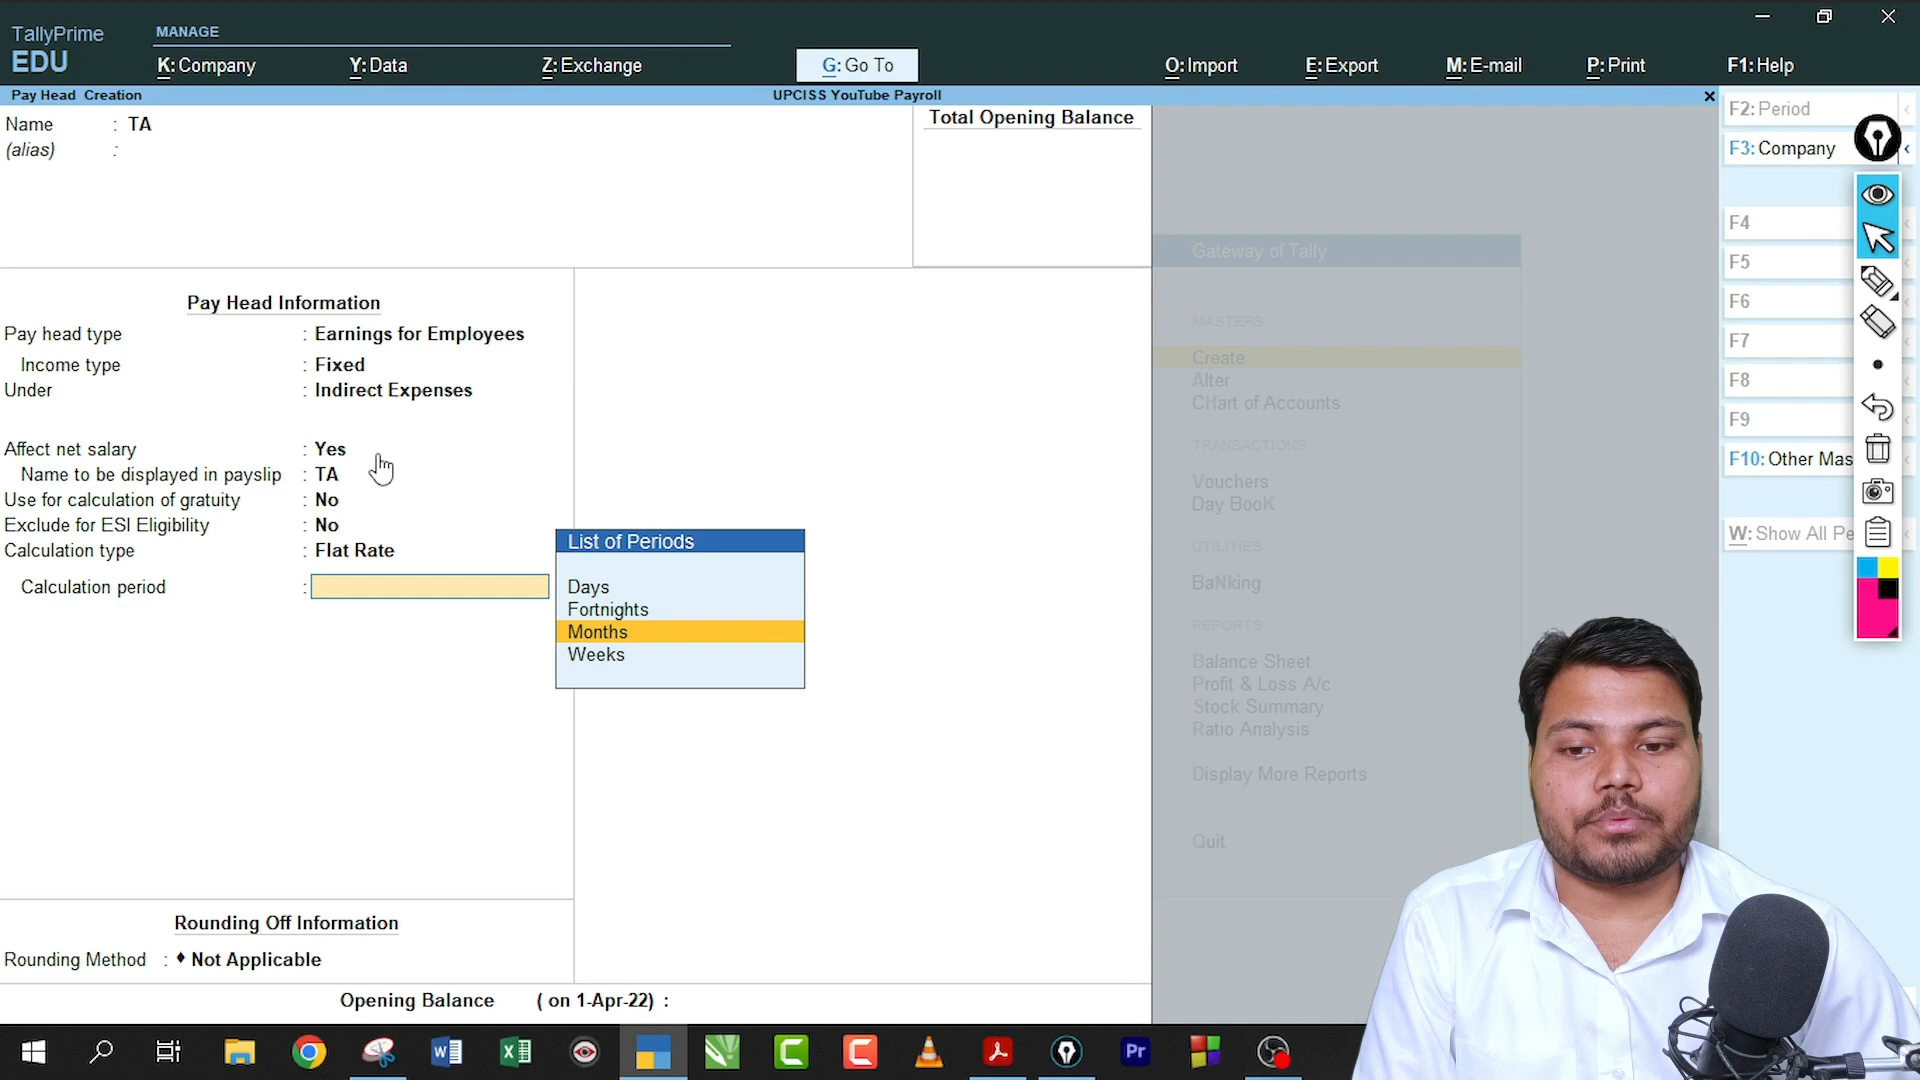 TallyPrime
EDU
MANAGE
K: Company
Y: Data
Z: Exchange
G: Go To
O: Import
E: Export
M: E-mail
P: Print
F1: Help
Pay Head Creation
UPCISS YouTube Payroll
Name : TA
(alias) :
Total Opening Balance
Pay Head Information
Pay head type : Earnings for Employees
Income type : Fixed
Under : Indirect Expenses
Affect net salary : Yes
Name to be displayed in payslip : TA
Use for calculation of gratuity : No
Exclude for ESI Eligibility : No
Calculation type : Flat Rate
Calculation period :
List of Periods
Days
Fortnights
Months
Weeks
Rounding Off Information
Rounding Method : ♦ Not Applicable
Opening Balance ( on 1-Apr-22) :
Gateway of Tally
MASTERS
Create
Alter
CHart of Accounts
TRANSACTIONS
Vouchers
Day BooK
UTILITIES
BaNking
REPORTS
Balance Sheet
Profit & Loss A/c
Stock Summary
Ratio Analysis
Display More Reports
Quit
F2: Period
F3: Company
F4
F5
F6
F7
F8
F9
F10: Other Mas
W: Show All Pe
Pr